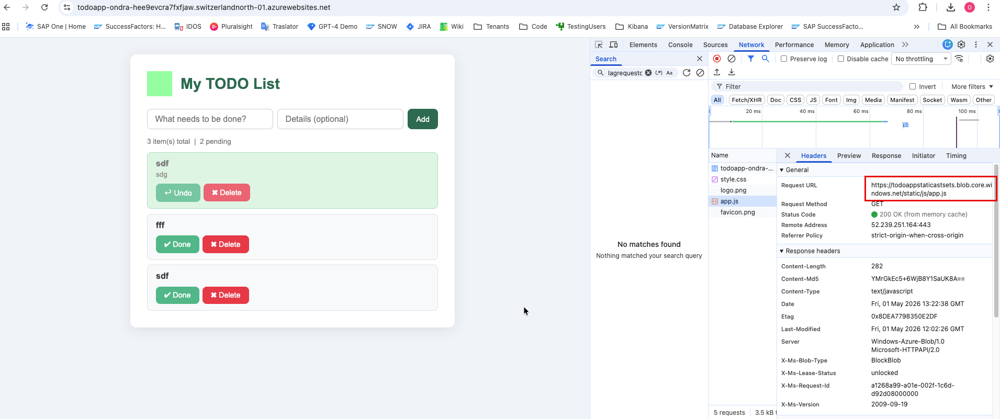 todoapp-ondra-hee9evcra7fxfjaw.switzerlandnorth-01.azurewebsites.net
O
SAP One | Home
SuccessFactors: H...
IDOS
Pluralsight
Traslator
GPT-4 Demo
SNOW
JIRA
Wiki
Tenants
Code
TestingUsers
Kibana
VersionMatrix
Database Explorer
SAP SuccessFacto...
All Bookmarks
My TODO List
What needs to be done?
Details (optional)
Add
3 item(s) total | 2 pending
sdf
sdg
↩ Undo
✖ Delete
fff
✔ Done
✖ Delete
sdf
✔ Done
✖ Delete
Elements
Console
Sources
Network
Performance
Memory
Application
Search
lagrequestc
(.*)
Aa
No matches found
Nothing matched your search query
Preserve log
Disable cache
No throttling
Filter
Invert
More filters
All
Fetch/XHR
Doc
CSS
JS
Font
Img
Media
Manifest
Socket
Wasm
Other
20 ms
40 ms
60 ms
80 ms
100 ms
Name
todoapp-ondra-...
style.css
logo.png
app.js
favicon.png
5 requests
3.5 kB t
Headers
Preview
Response
Initiator
Timing
General
Request URL
https://todoappstaticastsets.blob.core.wi
ndows.net/static/js/app.js
Request Method
GET
Status Code
200 OK (from memory cache)
Remote Address
52.239.251.164:443
Referrer Policy
strict-origin-when-cross-origin
Response headers
Content-Length
282
Content-Md5
YMrGkEc5+6WjB8Y1SaUK8A==
Content-Type
text/javascript
Date
Fri, 01 May 2026 13:22:38 GMT
Etag
0x8DEA7798350E2DF
Last-Modified
Fri, 01 May 2026 12:02:26 GMT
Server
Windows-Azure-Blob/1.0
Microsoft-HTTPAPI/2.0
X-Ms-Blob-Type
BlockBlob
X-Ms-Lease-Status
unlocked
X-Ms-Request-Id
a1268a99-a01e-002f-1c6d-
d92d08000000
X-Ms-Version
2009-09-19